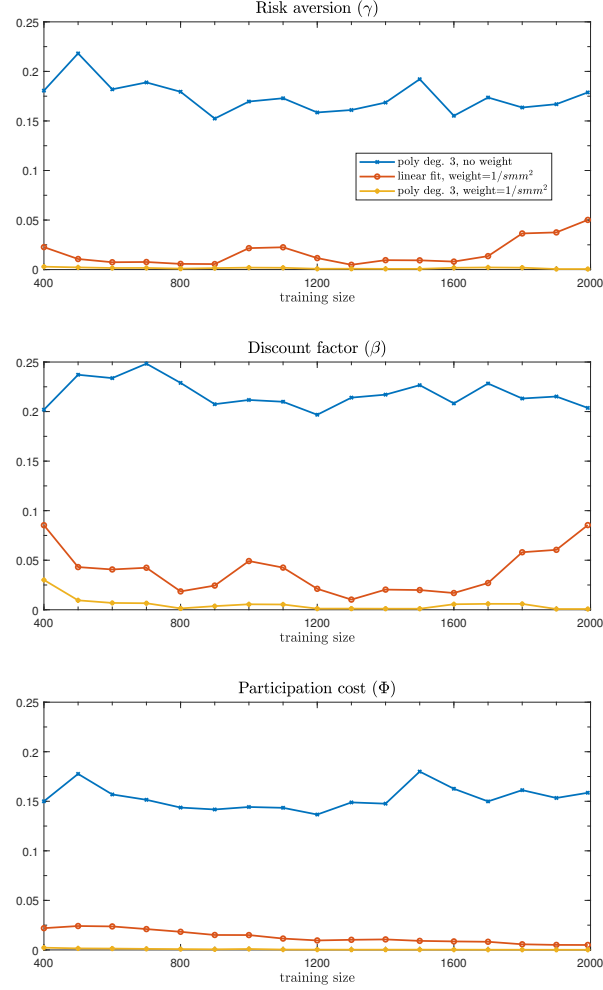 Risk aversion (γ)
0.25
0.2
0.15
0.1
0.05
0
poly deg. 3, no weight
linear fit, weight=1/smm²
poly deg. 3, weight=1/smm²
400 800 1200 1600 2000
training size
Discount factor (β)
0.25
0.2
0.15
0.1
0.05
0
400 800 1200 1600 2000
training size
Participation cost (Φ)
0.25
0.2
0.15
0.1
0.05
0
400 800 1200 1600 2000
training size